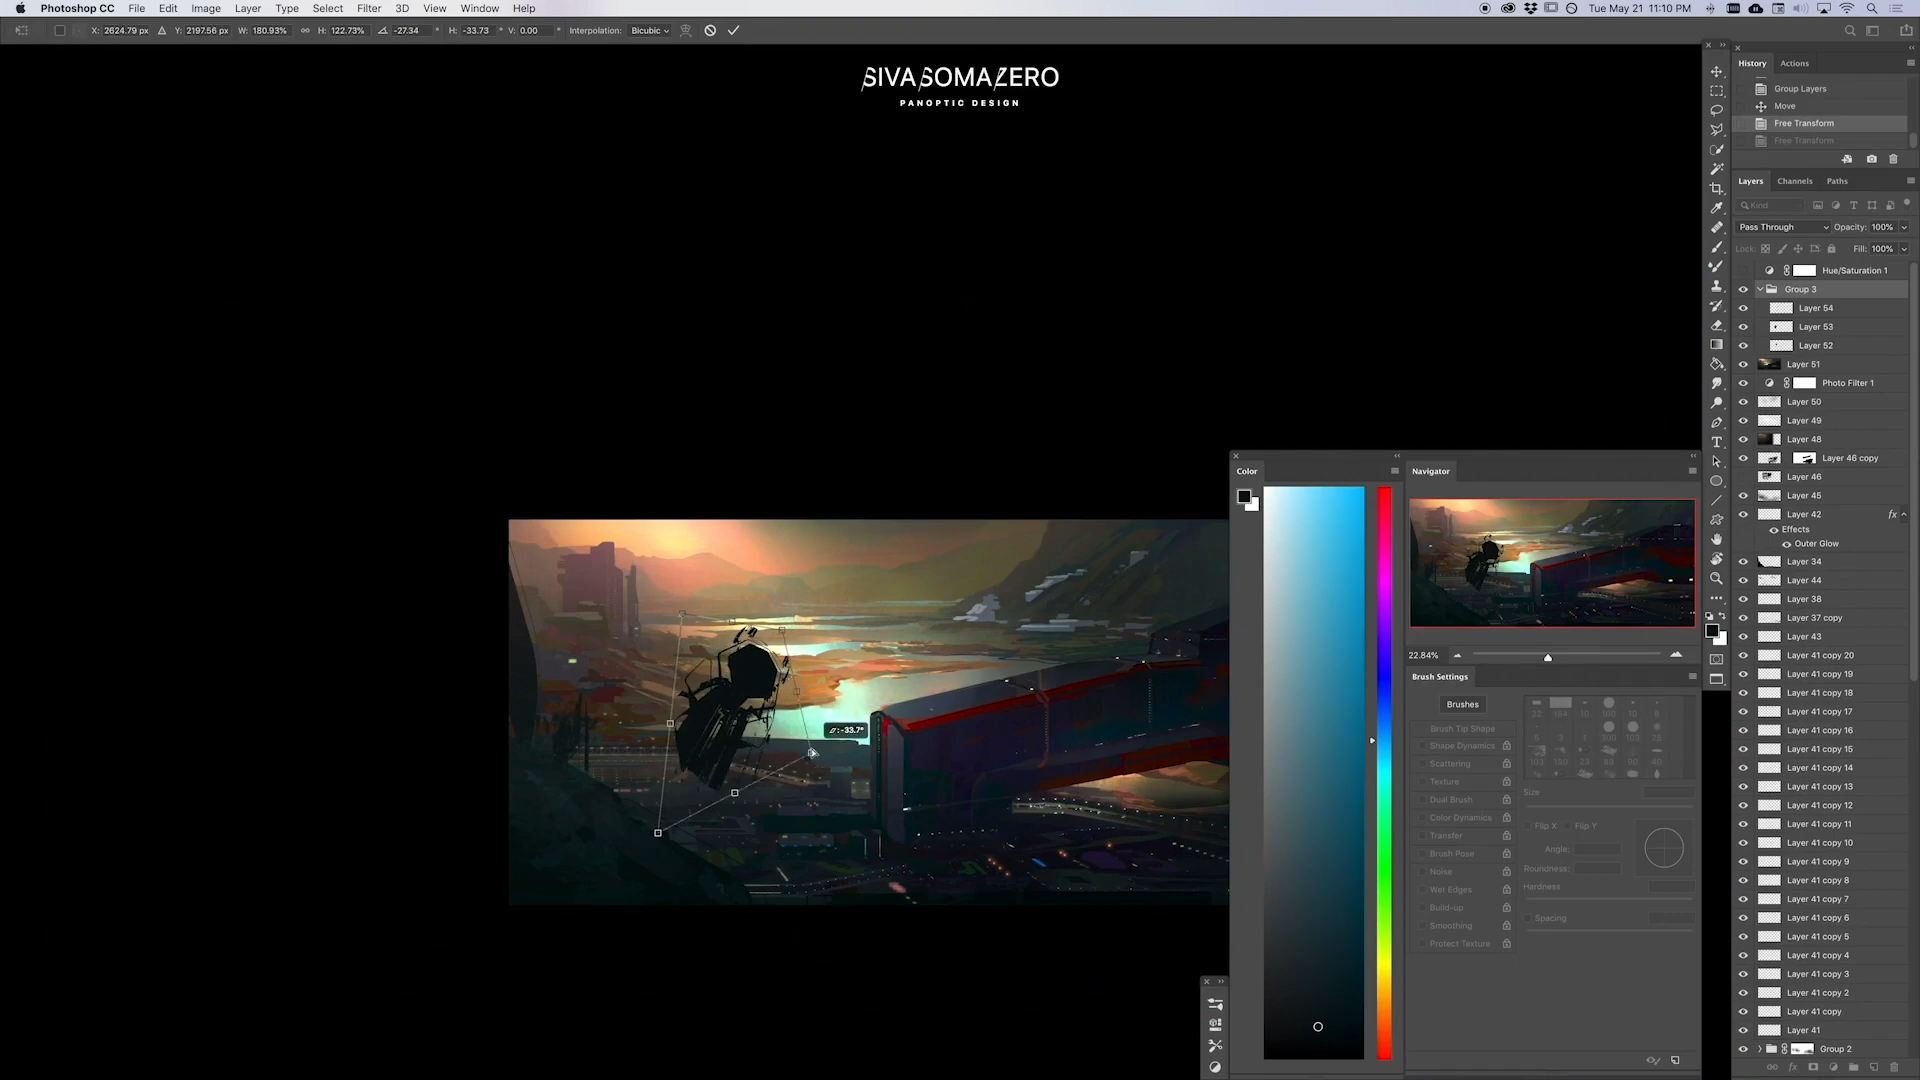 Photoshop CC File Edit Image Layer Type Select Filter 3D View Window Help Tue May 21 11:10 PM
X: 2624.79 px Y: 2197.56 px W: 180.93% H: 122.73% -27.34 ° H: -33.73 ° V: 0.00 ° Interpolation: Bicubic
SIVA SOMAZERO
PANOPTIC DESIGN
History Actions
Group Layers
Move
Free Transform
Free Transform
Layers Channels Paths
Kind
Pass Through Opacity: 100%
Lock: Fill: 100%
Hue/Saturation 1
Group 3
Layer 54
Layer 53
Layer 52
Layer 51
Photo Filter 1
Layer 50
Layer 49
Layer 48
Layer 46 copy
Layer 46
Layer 45
Layer 42 fx
Effects
Outer Glow
Layer 34
Layer 44
Layer 38
Layer 37 copy
Layer 43
Layer 41 copy 20
Layer 41 copy 19
Layer 41 copy 18
Layer 41 copy 17
Layer 41 copy 16
Layer 41 copy 15
Layer 41 copy 14
Layer 41 copy 13
Layer 41 copy 12
Layer 41 copy 11
Layer 41 copy 10
Layer 41 copy 9
Layer 41 copy 8
Layer 41 copy 7
Layer 41 copy 6
Layer 41 copy 5
Layer 41 copy 4
Layer 41 copy 3
Layer 41 copy 2
Layer 41 copy
Layer 41
Group 2
Color
Navigator
22.84%
Brush Settings
Brushes
Brush Tip Shape
Shape Dynamics
Scattering
Texture
Dual Brush
Color Dynamics
Transfer
Brush Pose
Noise
Wet Edges
Build-up
Smoothing
Protect Texture
Size
Flip X Flip Y
Angle:
Roundness:
Hardness
Spacing
-33.7°